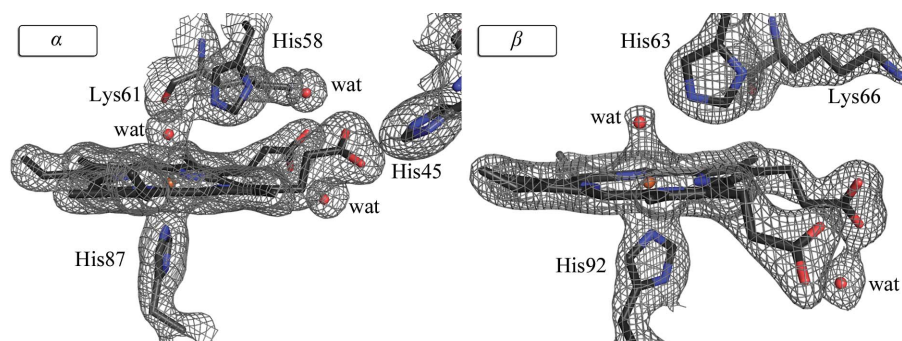 α
His58
wat
Lys61
wat
His45
wat
His87
β
His63
Lys66
wat
His92
wat